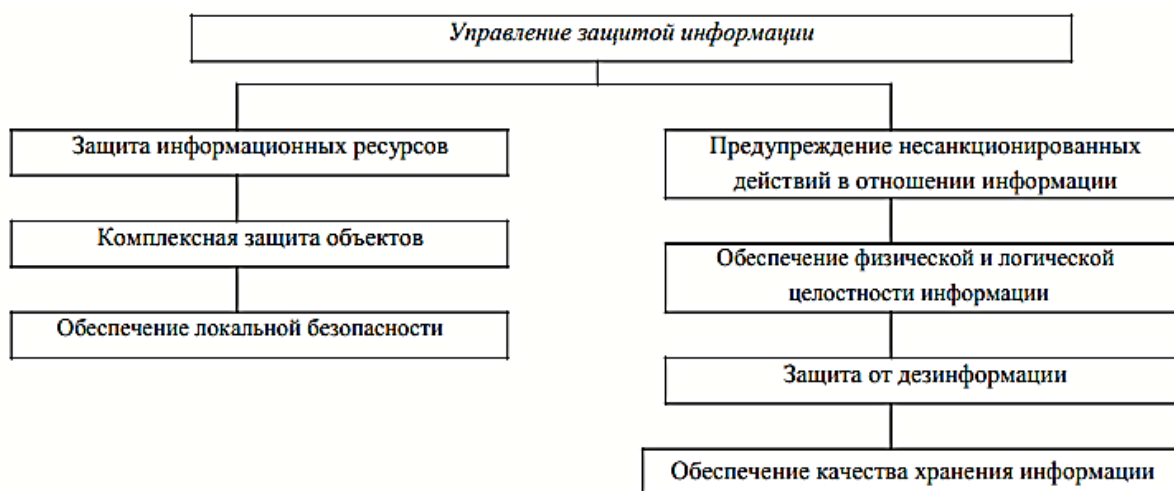 Управление защитой информации
Защита информационных ресурсов
Комплексная защита объектов
Обеспечение локальной безопасности
Предупреждение несанкционированных
действий в отношении информации
Обеспечение физической и логической
целостности информации
Защита от дезинформации
Обеспечение качества хранения информации